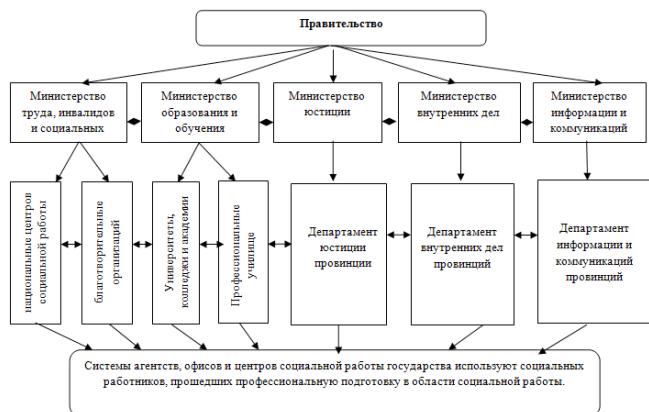 Правительство
Министерство
труда, инвалидов
и социальных
Министерство
образования и
обучения
Министерство
юстиции
Министерство
внутренних дел
Министерство
информации и
коммуникаций
национальные центров
социальной работы
благотворительные
организаций
Университеты,
колледжи и академии
Профессиональные
училище
Департамент
юстиции
провинции
Департамент
внутренних дел
провинций
Департамент
информации и
коммуникаций
провинций
Системы агентств, офисов и центров социальной работы государства используют социальных
работников, прошедших профессиональную подготовку в области социальной работы.